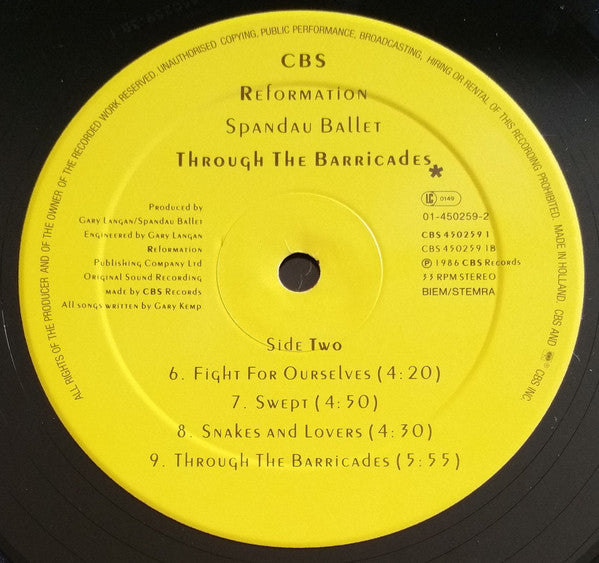 ALL RIGHTS OF THE PRODUCER AND OF THE OWNER OF THE RECORDED WORK RESERVED. UNAUTHORISED COPYING, PUBLIC PERFORMANCE, BROADCASTING, HIRING OR RENTAL OF THIS RECORDING PROHIBITED. MADE IN HOLLAND. CBS AND CBS INC.
CBS
Reformation
Spandau Ballet
Through The Barricades*
Produced by
Gary Langan/Spandau Ballet
Engineered by Gary Langan
Reformation
Publishing Company Ltd
Original Sound Recording
made by CBS Records
All songs written by Gary Kemp
LC 0149
01-450259-2
CBS 450259 1
CBS 450259 1B
℗ 1986 CBS Records
33 RPM STEREO
BIEM/STEMRA
Side Two
6. Fight For Ourselves (4:20)
7. Swept (4:50)
8. Snakes and Lovers (4:30)
9. Through The Barricades (5:55)